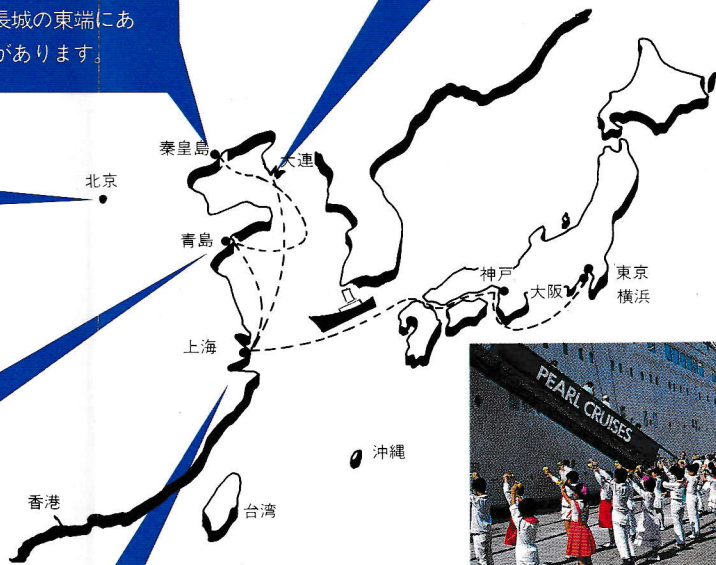 長城の東端にあ
があります。
秦皇島
大連
北京
青島
神戸
大阪
東京
横浜
上海
PEARL CRUISES
沖縄
香港
台湾